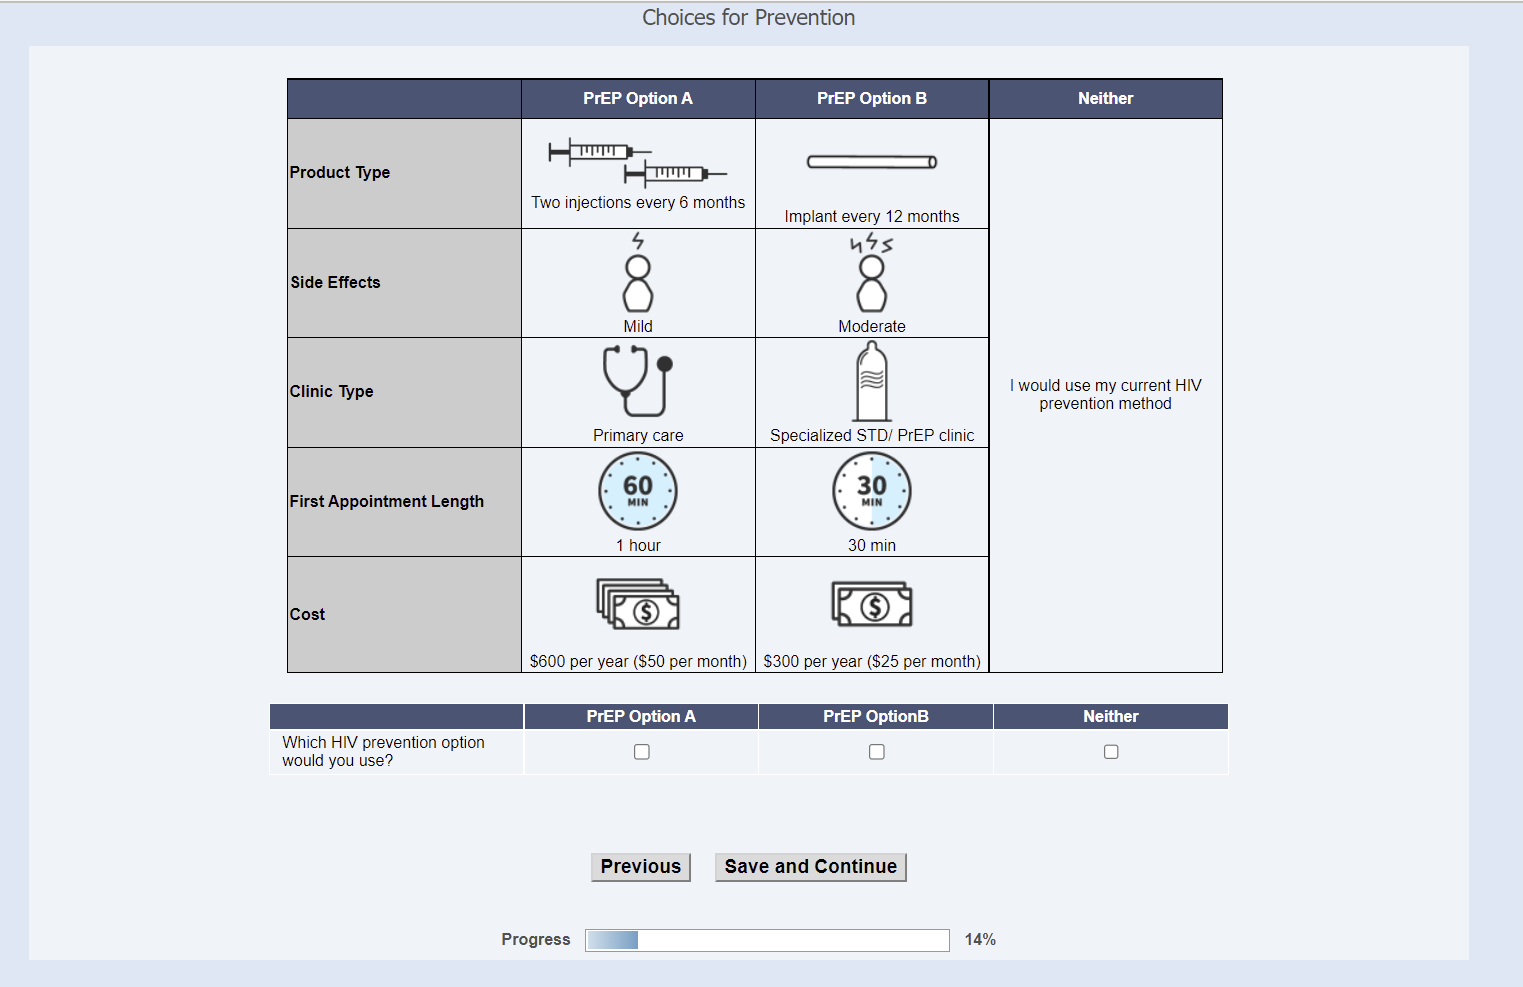 Choices for Prevention
PrEP Option A
PrEP Option B
Neither
Product Type
Two injections every 6 months
Implant every 12 months
Side Effects
Mild
Moderate
Clinic Type
Primary care
Specialized STD/ PrEP clinic
I would use my current HIV
prevention method
First Appointment Length
60
MIN
1 hour
30
MIN
30 min
Cost
$
$600 per year ($50 per month)
$
$300 per year ($25 per month)
PrEP Option A
PrEP OptionB
Neither
Which HIV prevention option
would you use?
Previous
Save and Continue
Progress
14%